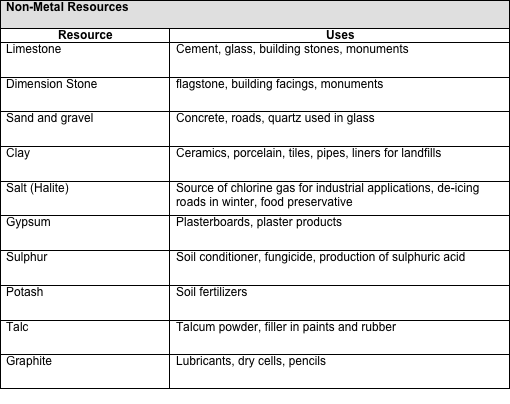 Non-Metal Resources
Resource Uses
Limestone Cement, glass, building stones, monuments
Dimension Stone flagstone, building facings, monuments
Sand and gravel Concrete, roads, quartz used in glass
Clay Ceramics, porcelain, tiles, pipes, liners for landfills
Salt (Halite) Source of chlorine gas for industrial applications, de-icing
roads in winter, food preservative
Gypsum Plasterboards, plaster products
Sulphur Soil conditioner, fungicide, production of sulphuric acid
Potash Soil fertilizers
Talc Talcum powder, filler in paints and rubber
Graphite Lubricants, dry cells, pencils